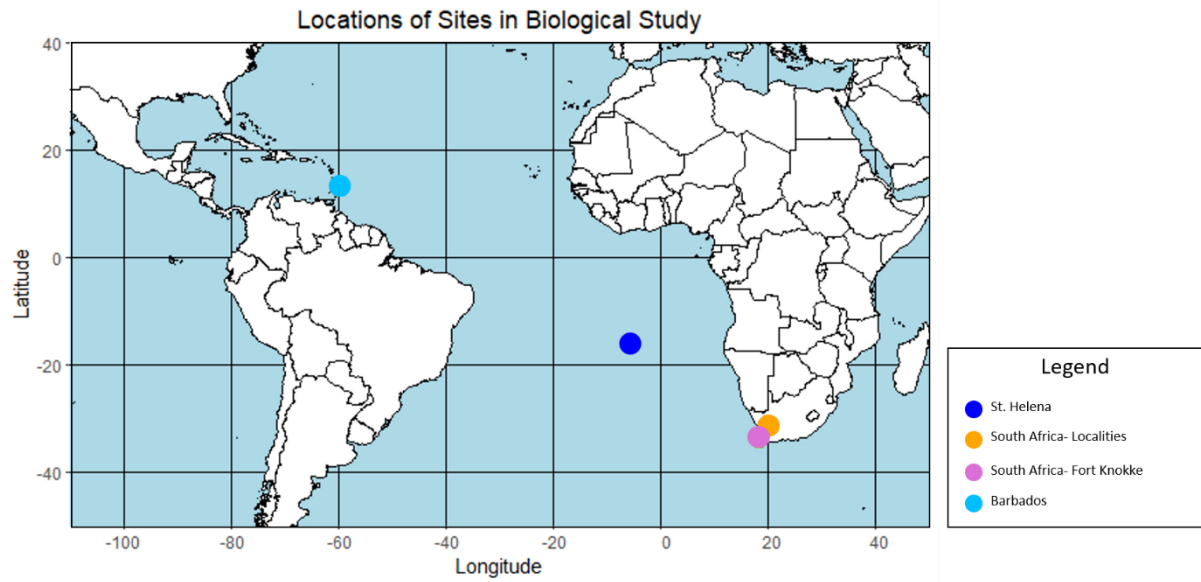 Locations of Sites in Biological Study
40
20
0
-20
-40
Latitude
-100
-80
-60
-40
-20
0
20
40
Longitude
Legend
St. Helena
South Africa- Localities
South Africa- Fort Knokke
Barbados